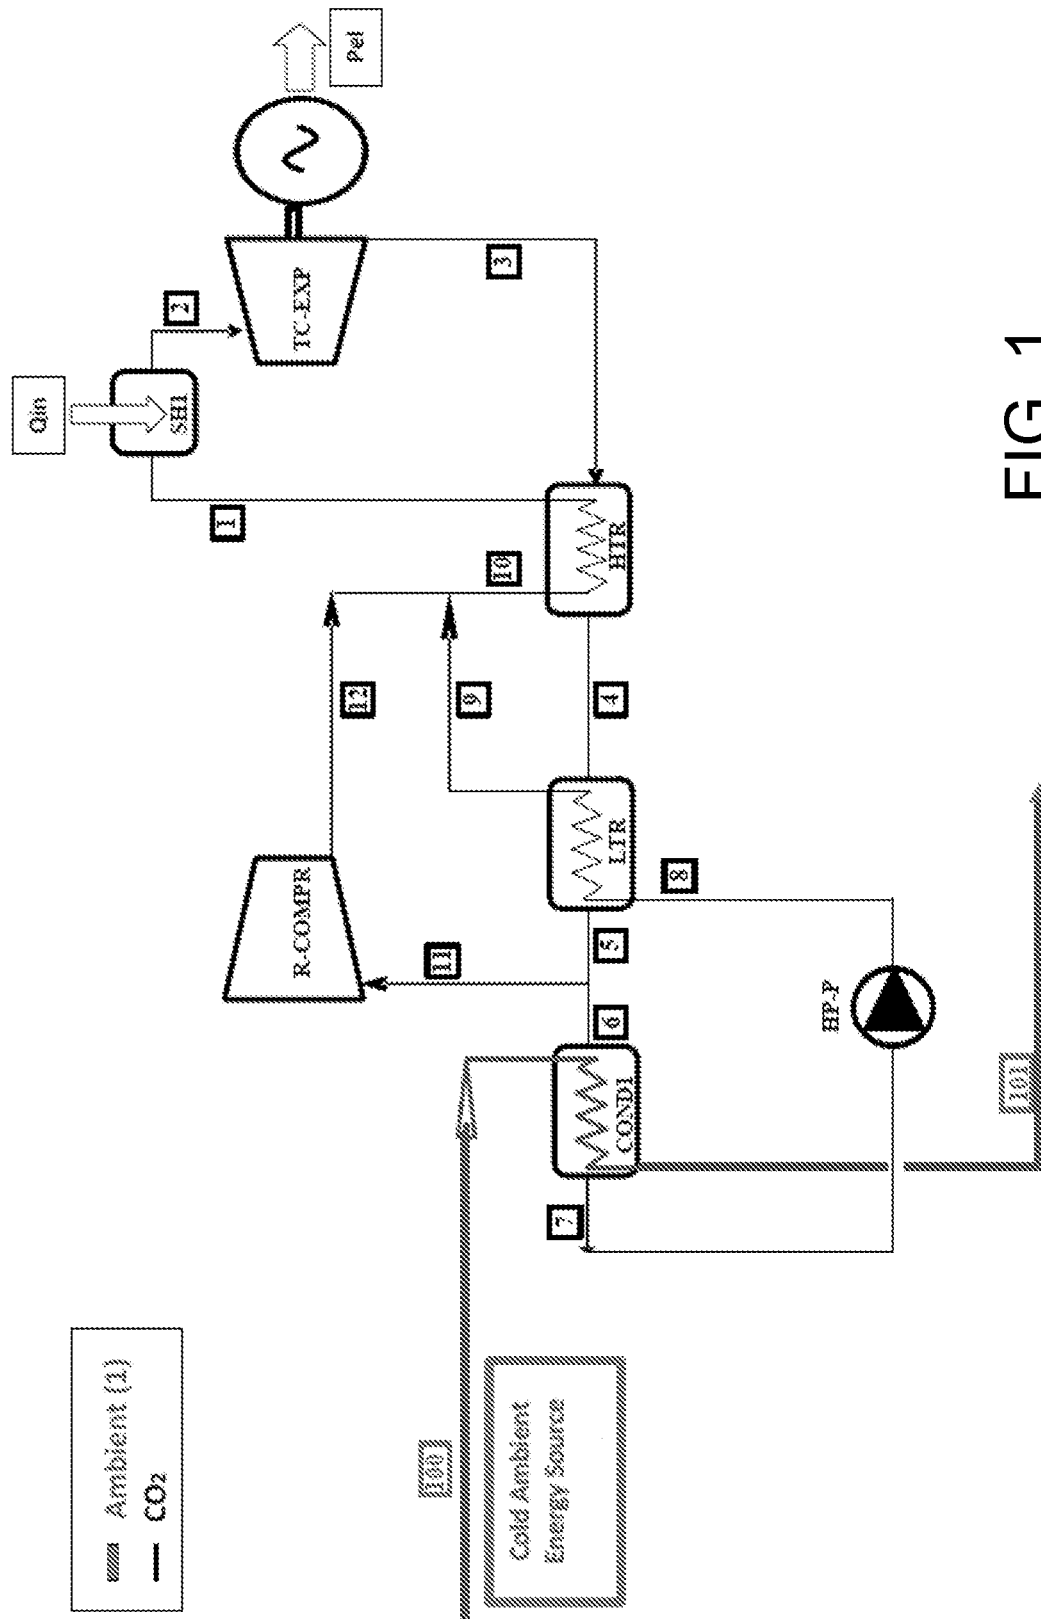 Ambient (1)
CO₂
100
Cold Ambient
Energy Source
7
COND1
6
5
11
R-COMPR
12
9
LTR
8
HP-P
101
4
10
HTR
1
Qin
SH1
2
TC-EXP
3
Pel
FIG. 1